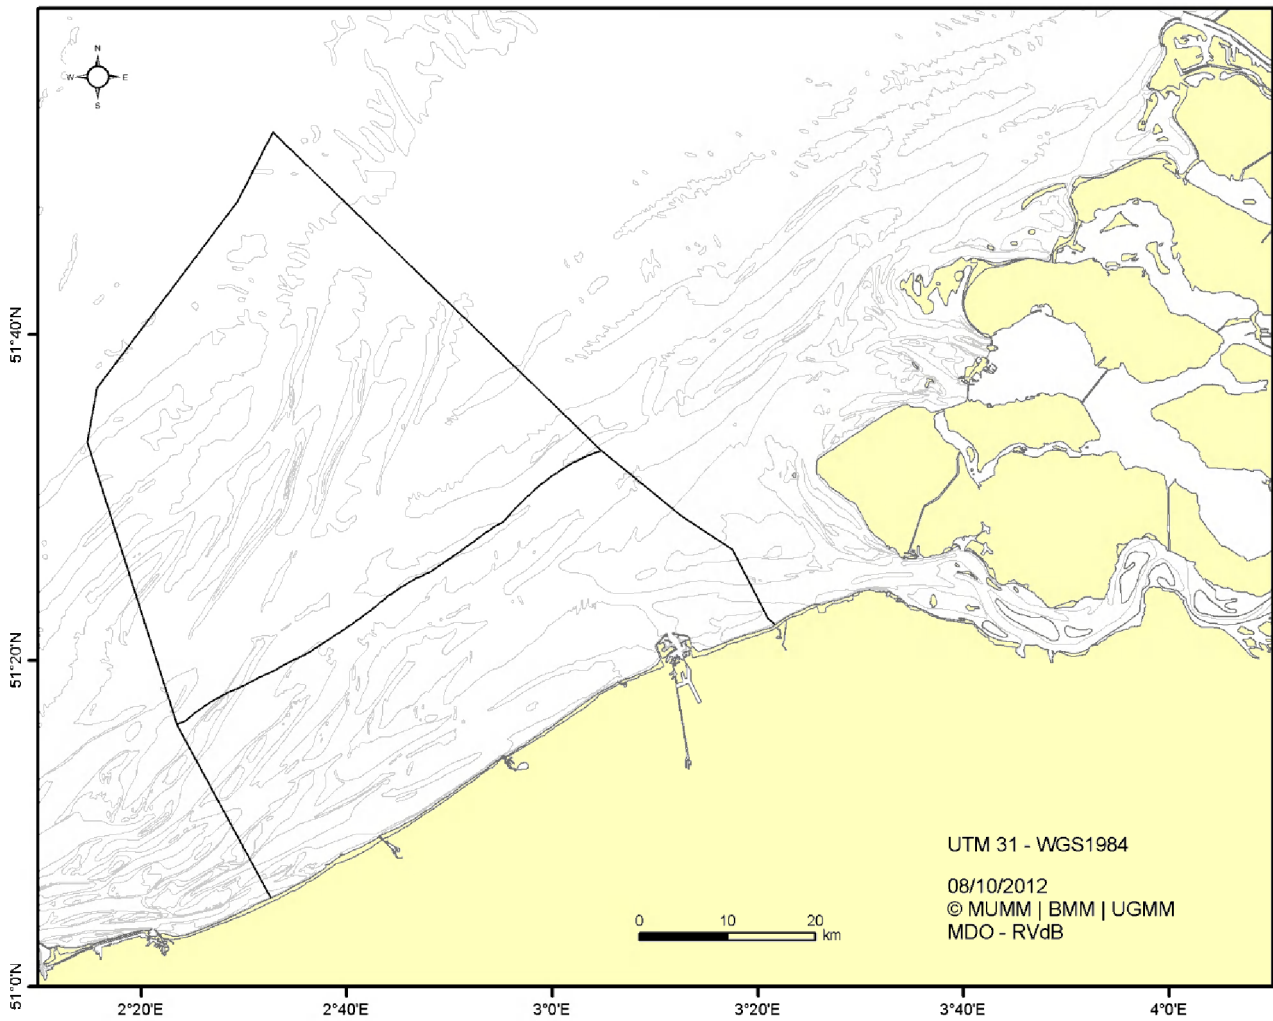 N
W E
S
51°40'N
51°20'N
51°0'N
UTM 31 - WGS1984
08/10/2012
© MUMM | BMM | UGMM
MDO - RVdB
0 10 20
km
2°20'E 2°40'E 3°0'E 3°20'E 3°40'E 4°0'E